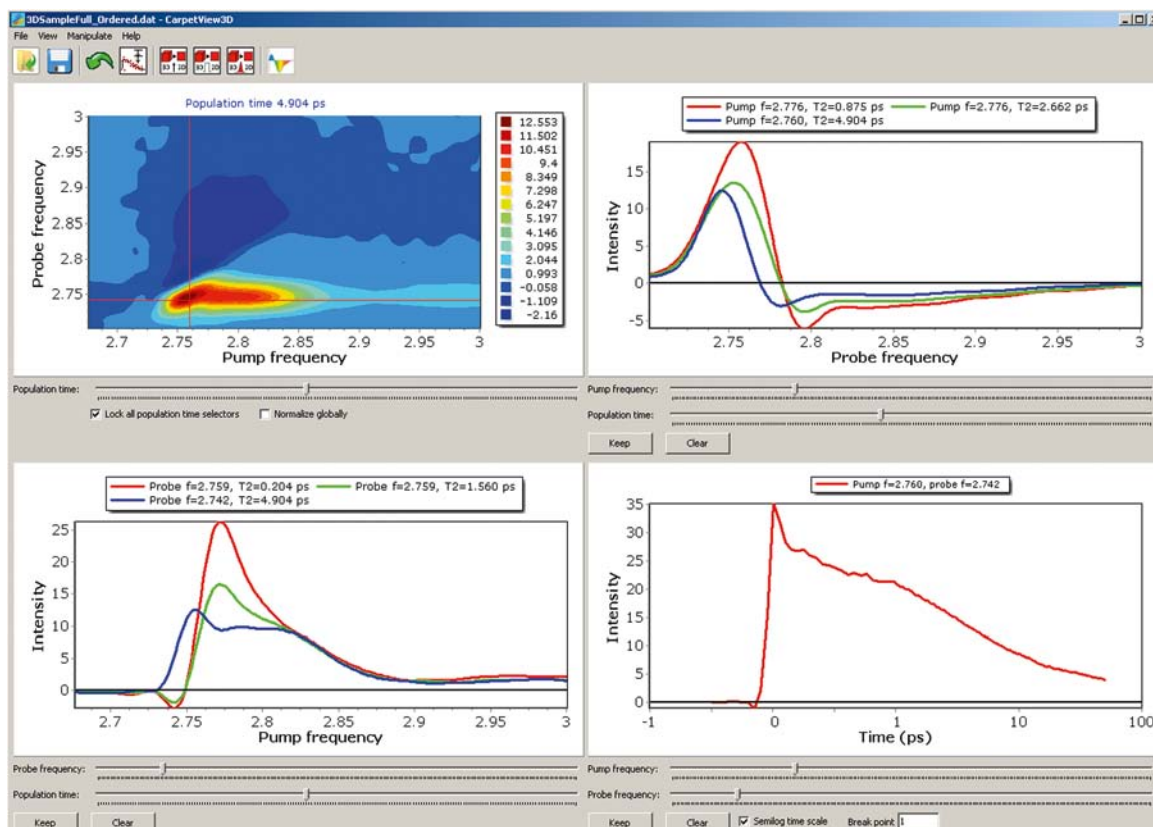 3DSampleFull_Ordered.dat - CarpetView3D
File View Manipulate Help
3D 2D 3D 2D 3D 2D
Population time 4.904 ps
3
2.95
2.9
2.85
2.8
2.75
Probe frequency
2.7 2.75 2.8 2.85 2.9 2.95 3
Pump frequency
12.553
11.502
10.451
9.4
8.349
7.298
6.247
5.197
4.146
3.095
2.044
0.993
-0.058
-1.109
-2.16
Population time:
Lock all population time selectors Normalize globally
Pump f=2.776, T2=0.875 ps Pump f=2.776, T2=2.662 ps
Pump f=2.760, T2=4.904 ps
15
10
5
0
-5
Intensity
2.75 2.8 2.85 2.9 2.95 3
Probe frequency
Pump frequency:
Population time:
Keep Clear
Probe f=2.759, T2=0.204 ps Probe f=2.759, T2=1.560 ps
Probe f=2.742, T2=4.904 ps
25
20
15
10
5
0
Intensity
2.7 2.75 2.8 2.85 2.9 2.95 3
Pump frequency
Probe frequency:
Population time:
Keep Clear
Pump f=2.760, probe f=2.742
35
30
25
20
15
10
5
0
Intensity
-1 0 1 10 100
Time (ps)
Pump frequency:
Probe frequency:
Keep Clear Semilog time scale Break point 1